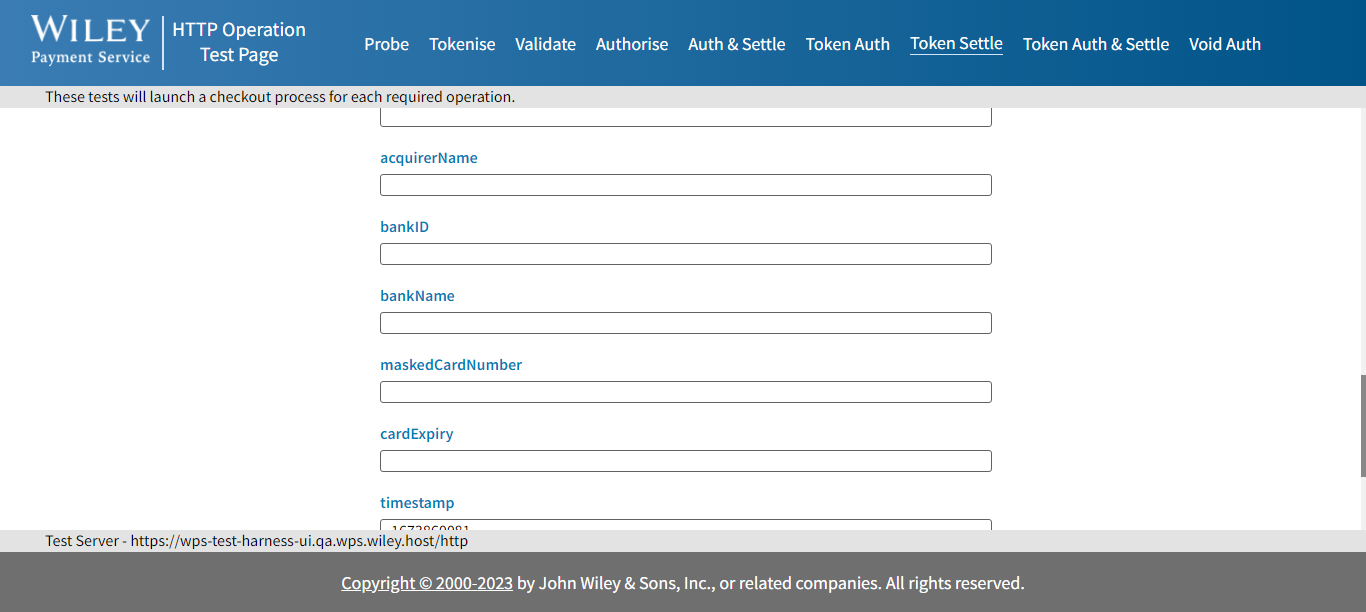 WILEY
Payment Service
HTTP Operation
Test Page
Probe Tokenise Validate Authorise Auth & Settle Token Auth Token Settle Token Auth & Settle Void Auth
These tests will launch a checkout process for each required operation.
acquirerName
bankID
bankName
maskedCardNumber
cardExpiry
timestamp
Test Server - https://wps-test-harness-ui.qa.wps.wiley.host/http
Copyright © 2000-2023 by John Wiley & Sons, Inc., or related companies. All rights reserved.